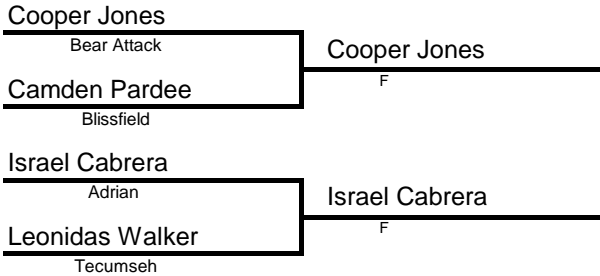 Cooper Jones
Bear Attack
Cooper Jones
F
Camden Pardee
Blissfield
Israel Cabrera
Adrian
Israel Cabrera
F
Leonidas Walker
Tecumseh